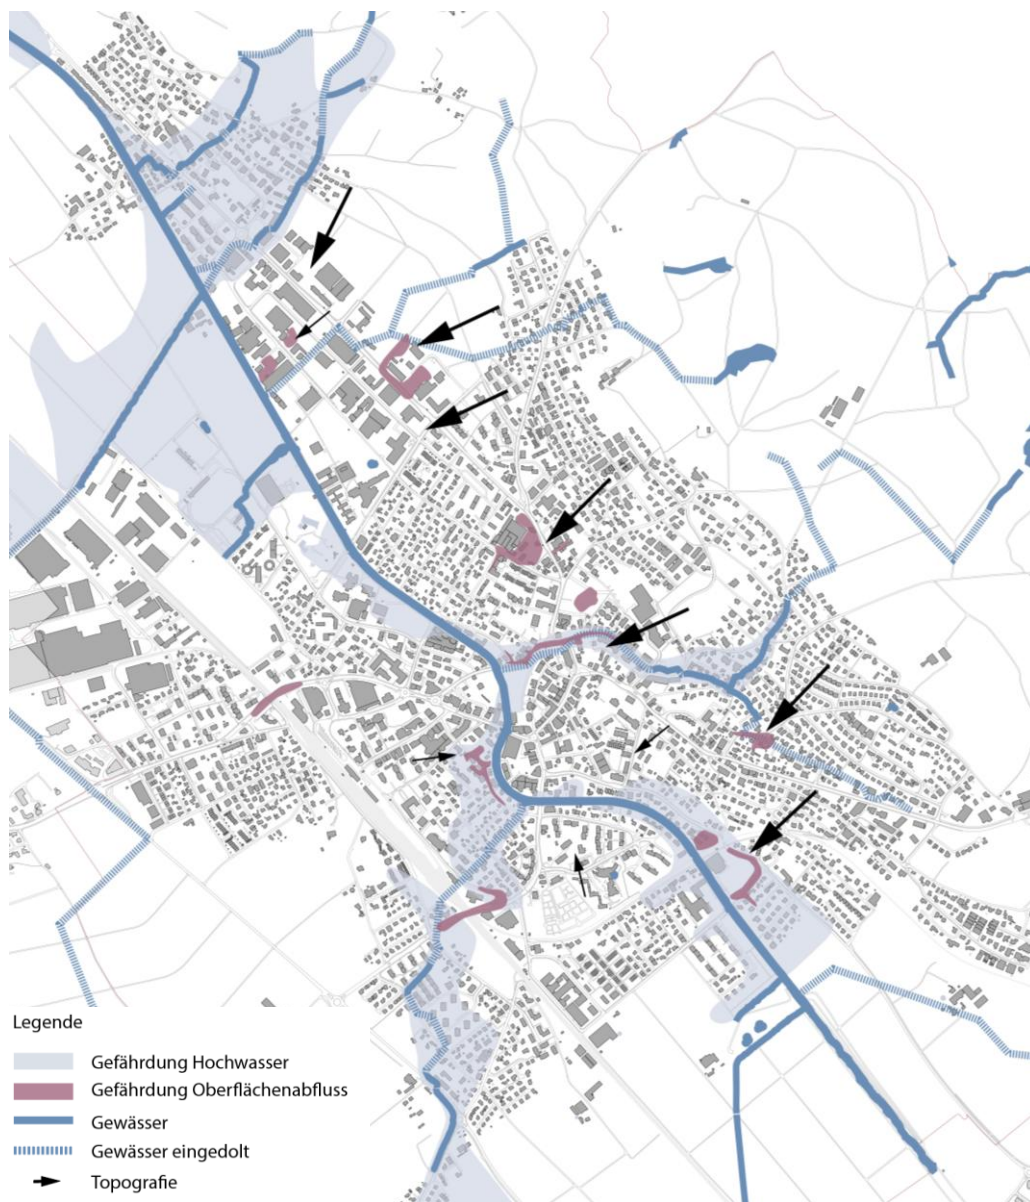 Legende
Gefährdung Hochwasser
Gefährdung Oberflächenabfluss
Gewässer
Gewässer eingedolt
Topografie